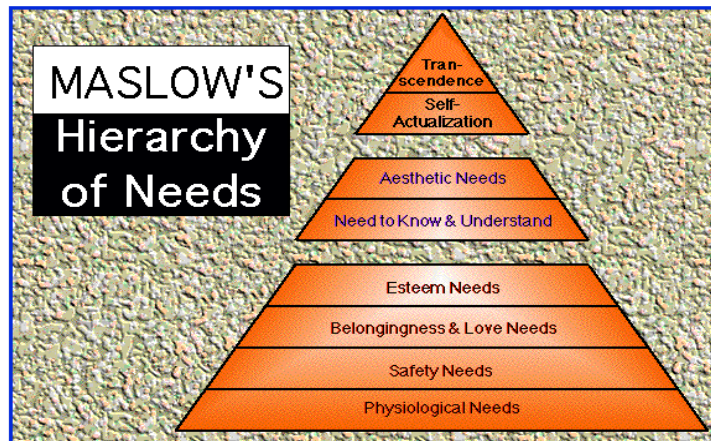 MASLOW'S
Hierarchy
of Needs
Tran-
scendence
Self-
Actualization
Aesthetic Needs
Need to Know & Understand
Esteem Needs
Belongingness & Love Needs
Safety Needs
Physiological Needs